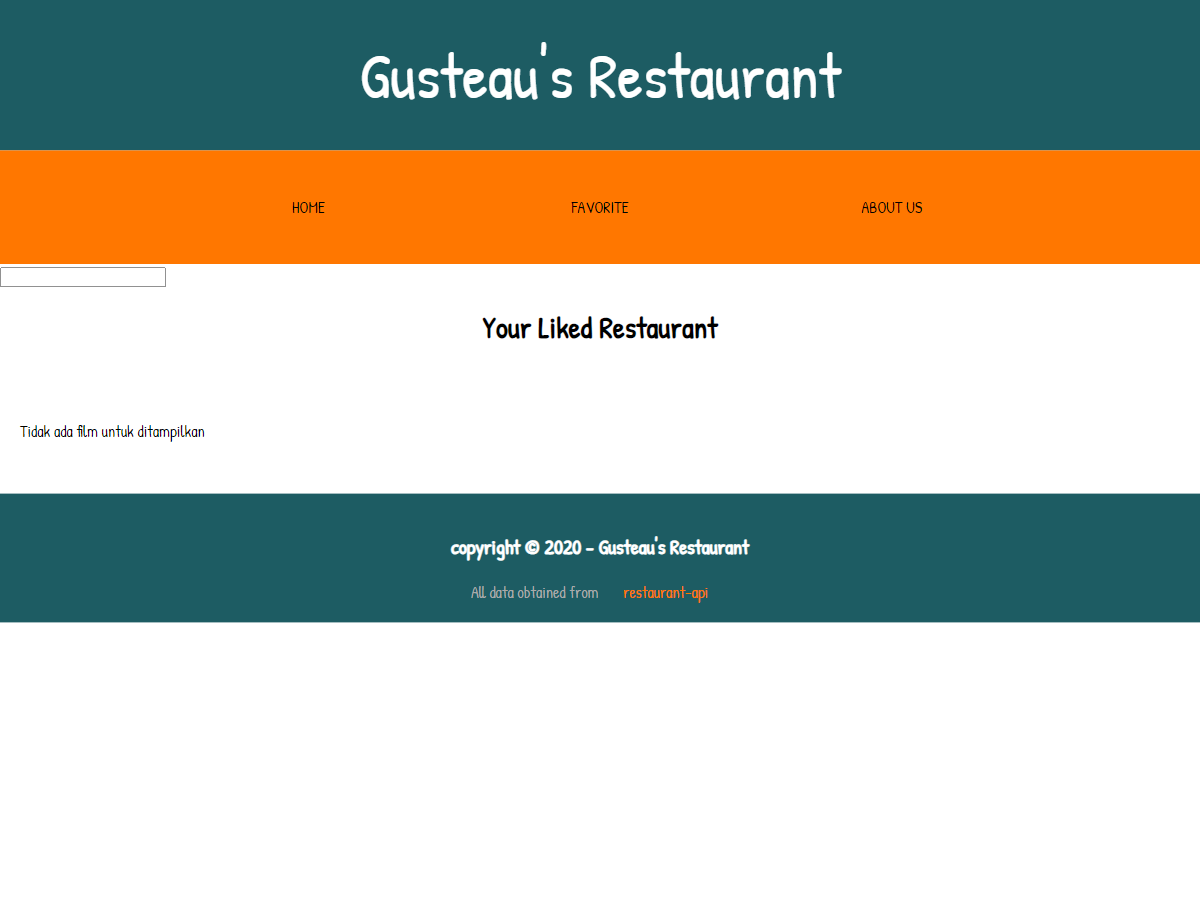 Gusteau's Restaurant
HOME FAVORITE ABOUT US
Your Liked Restaurant
Tidak ada film untuk ditampilkan
copyright © 2020 - Gusteau's Restaurant
All data obtained from restaurant-api